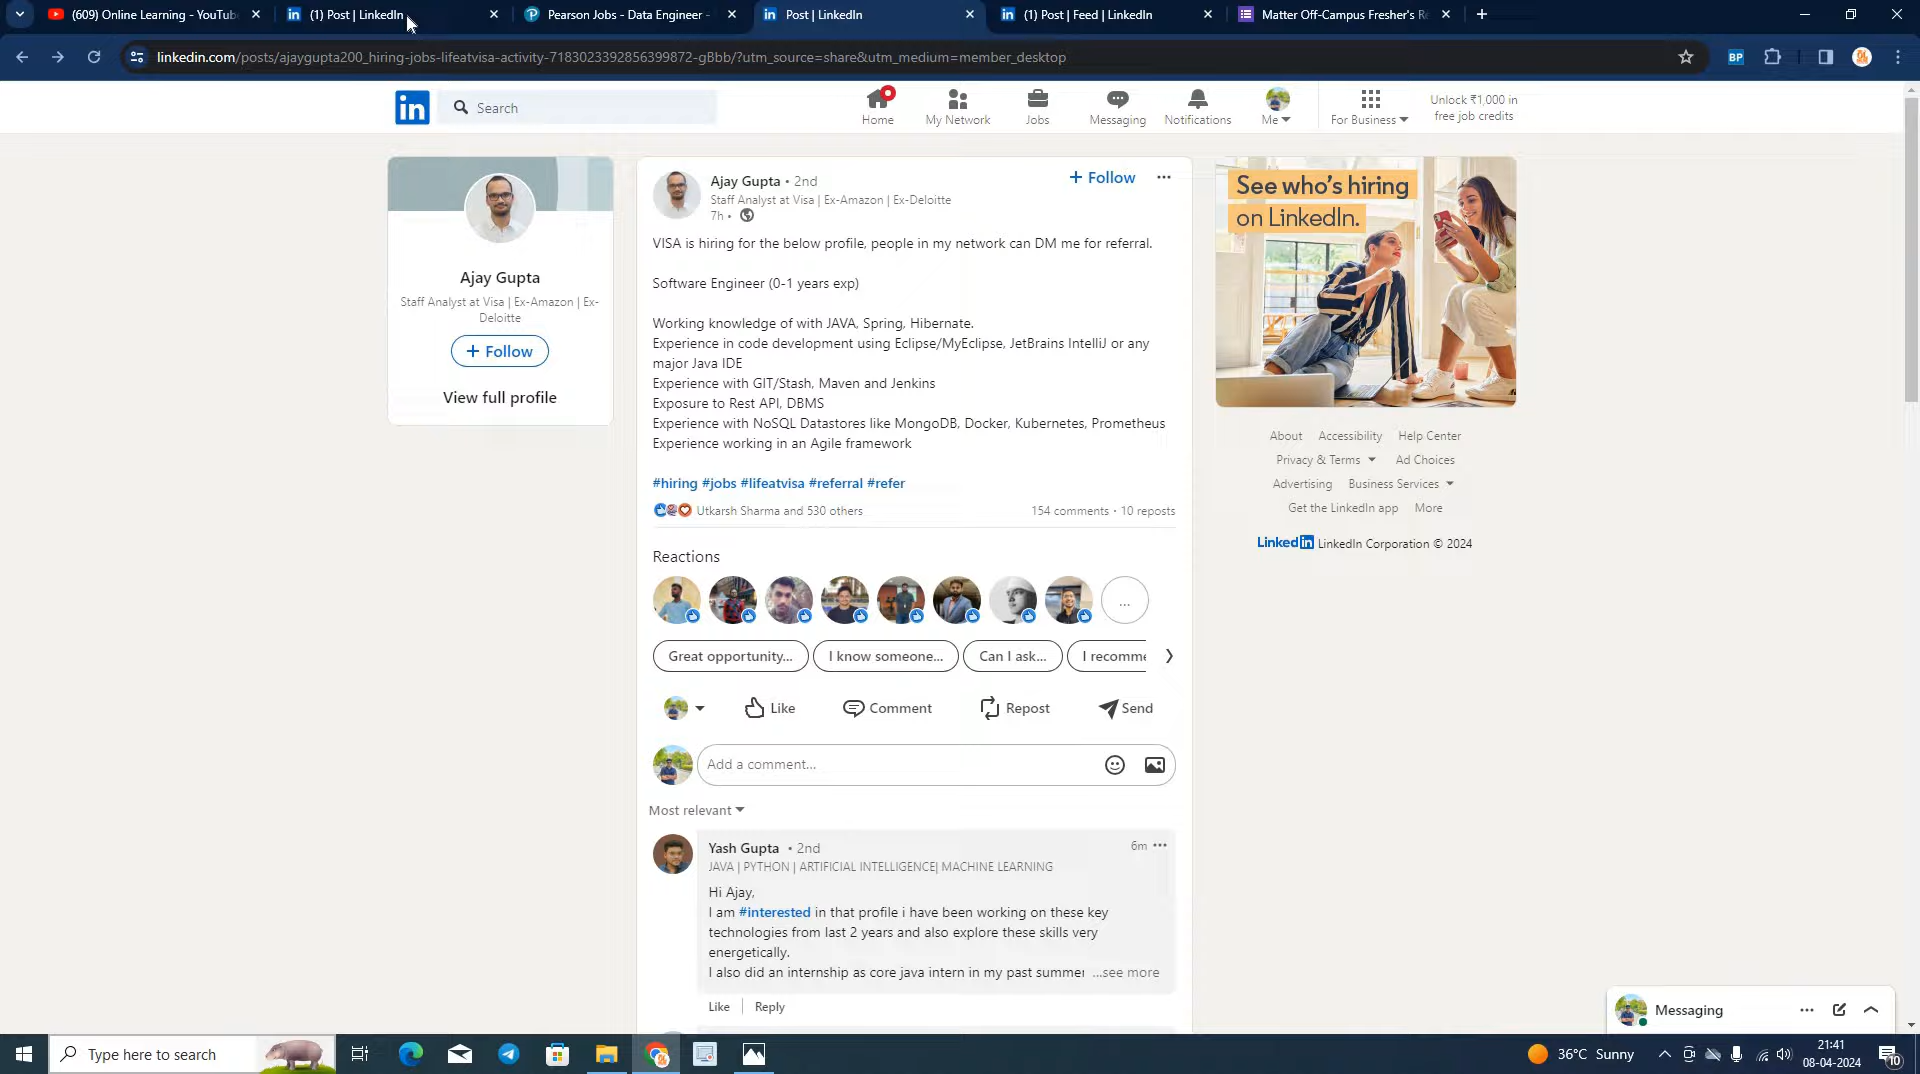 (609) Online Learning - YouTub
(1) Post | LinkedIn
Pearson Jobs - Data Engineer -
Post | LinkedIn
(1) Post | Feed | LinkedIn
Matter Off-Campus Fresher's Re
linkedin.com/posts/ajaygupta200_hiring-jobs-lifeatvisa-activity-7183023392856399872-gBbb/?utm_source=share&utm_medium=member_desktop
BP
in
Search
Home
My Network
Jobs
Messaging
Notifications
Me
For Business
Unlock ₹1,000 in
free job credits
Ajay Gupta
Staff Analyst at Visa | Ex-Amazon | Ex-
Deloitte
+ Follow
View full profile
Ajay Gupta • 2nd
Staff Analyst at Visa | Ex-Amazon | Ex-Deloitte
7h •
+ Follow
VISA is hiring for the below profile, people in my network can DM me for referral.
Software Engineer (0-1 years exp)
Working knowledge of with JAVA, Spring, Hibernate.
Experience in code development using Eclipse/MyEclipse, JetBrains IntelliJ or any
major Java IDE
Experience with GIT/Stash, Maven and Jenkins
Exposure to Rest API, DBMS
Experience with NoSQL Datastores like MongoDB, Docker, Kubernetes, Prometheus
Experience working in an Agile framework
#hiring #jobs #lifeatvisa #referral #refer
Utkarsh Sharma and 530 others
154 comments • 10 reposts
Reactions
...
Great opportunity...
I know someone...
Can I ask...
I recomme
Like
Comment
Repost
Send
Add a comment...
Most relevant
Yash Gupta • 2nd
6m
JAVA | PYTHON | ARTIFICIAL INTELLIGENCE| MACHINE LEARNING
Hi Ajay,
I am #interested in that profile i have been working on these key
technologies from last 2 years and also explore these skills very
energetically.
I also did an internship as core java intern in my past summer ...see more
Like
Reply
See who's hiring
on LinkedIn.
About Accessibility Help Center
Privacy & Terms Ad Choices
Advertising Business Services
Get the LinkedIn app More
LinkedIn LinkedIn Corporation © 2024
Messaging
Type here to search
36°C Sunny
21:41
08-04-2024
10